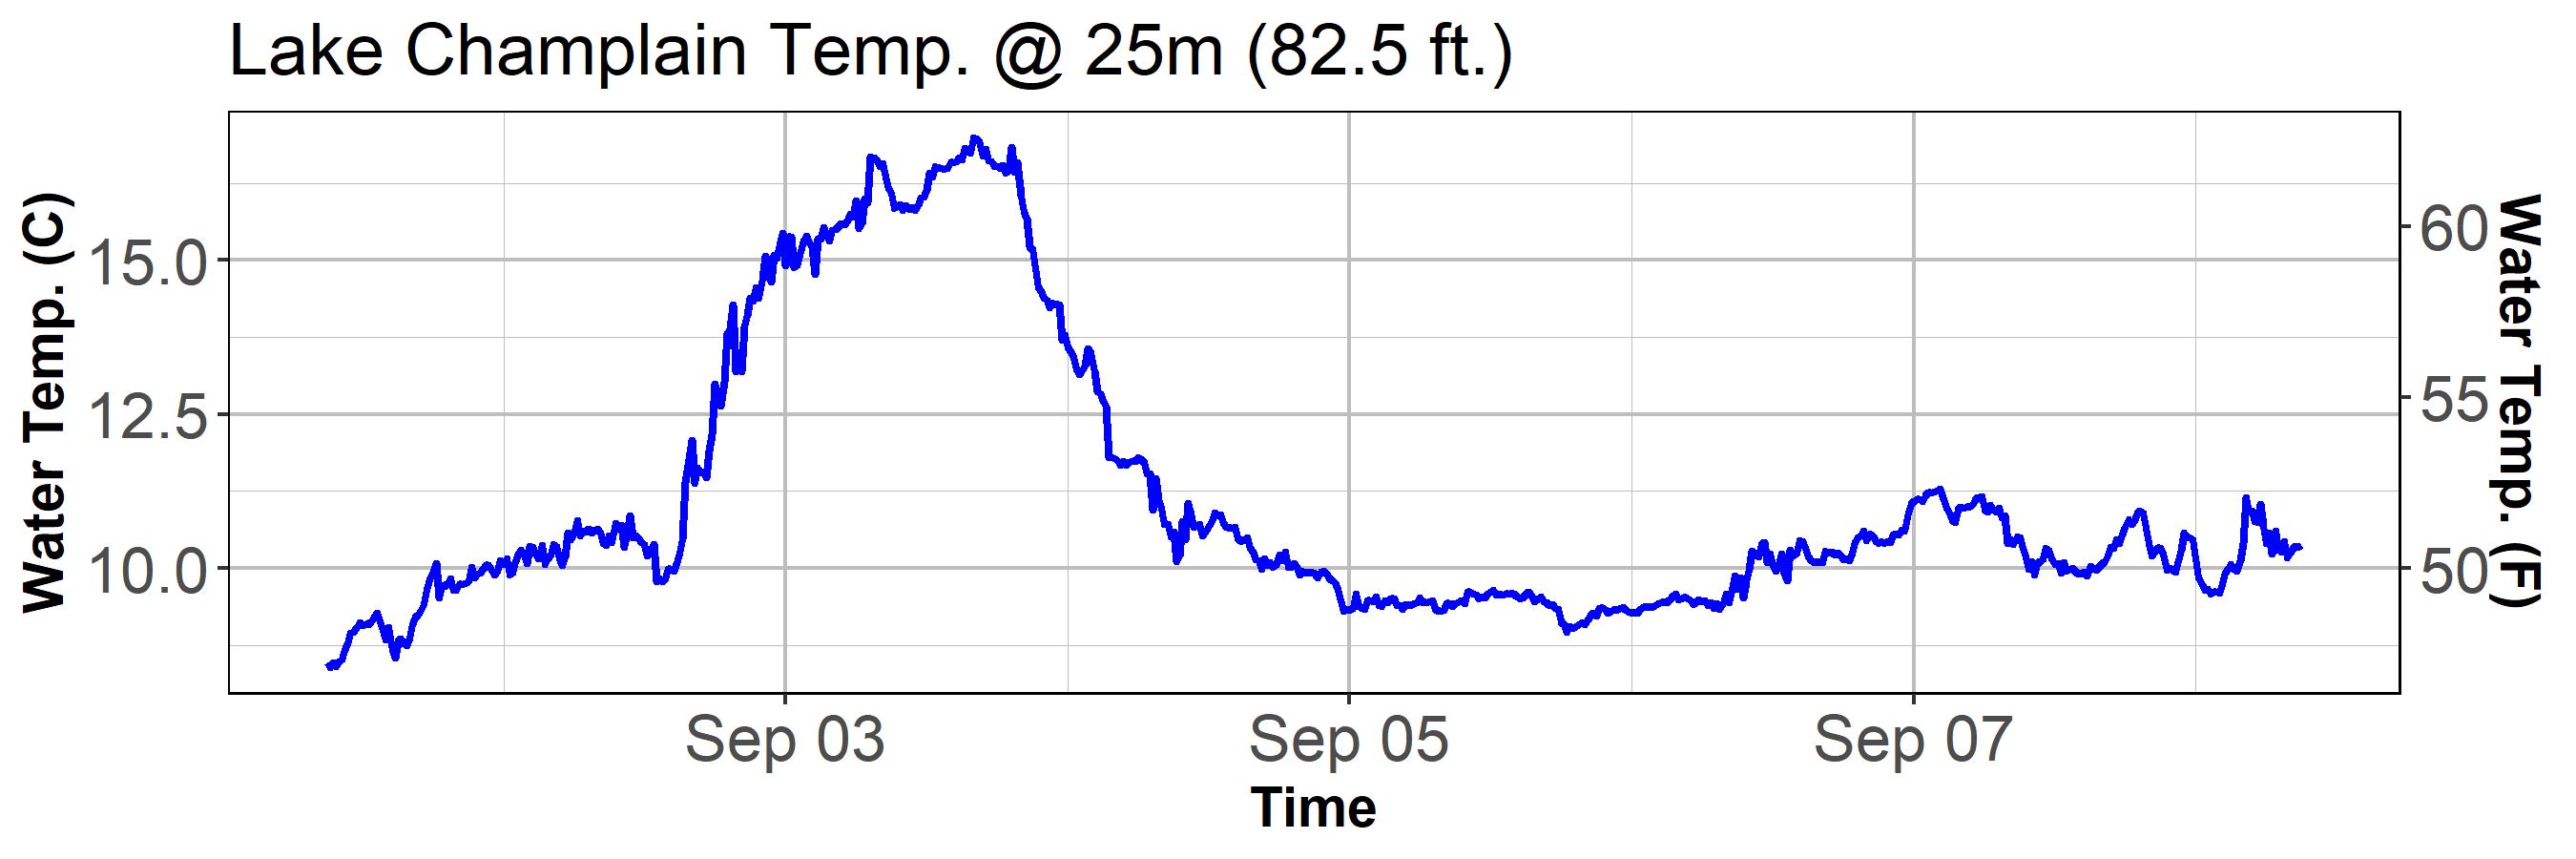 Lake Champlain Temp. @ 25m (82.5 ft.)
Water Temp. (C)
15.0
12.5
10.0
60
55
50
Water Temp. (F)
Sep 03 Sep 05 Sep 07
Time